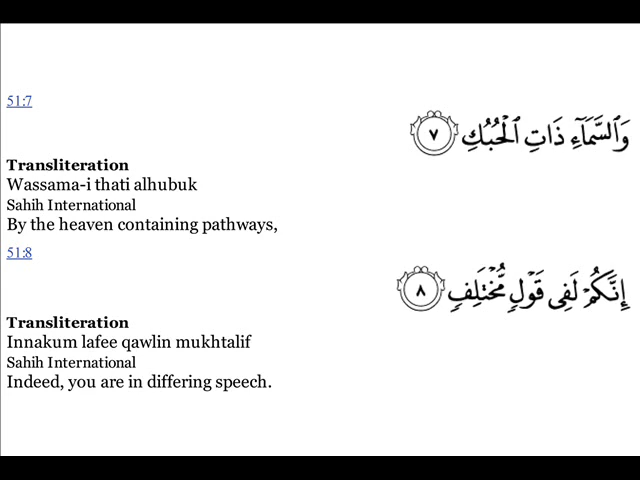 51:7
وَٱلسَّمَآءِ ذَاتِ ٱلْحُبُكِ ٧
Transliteration
Wassama-i thati alhubuk
Sahih International
By the heaven containing pathways,
51:8
إِنَّكُمْ لَفِى قَوْلٍ مُّخْتَلِفٍ ٨
Transliteration
Innakum lafee qawlin mukhtalif
Sahih International
Indeed, you are in differing speech.